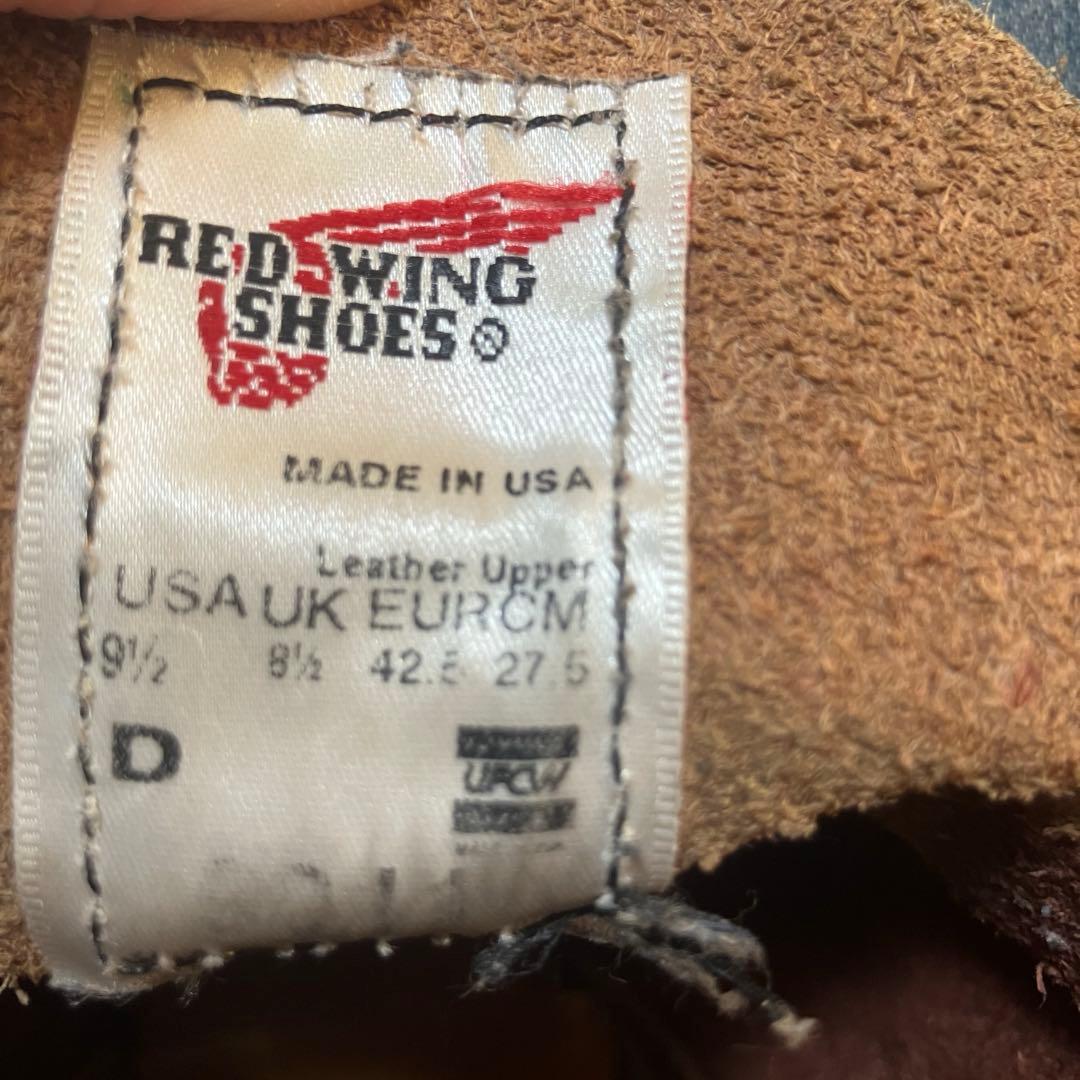 RED WING
SHOES®
MADE IN USA
Leather Upper
USA UK EUR CM
9½ 8½ 42.5 27.5
D
UFCW